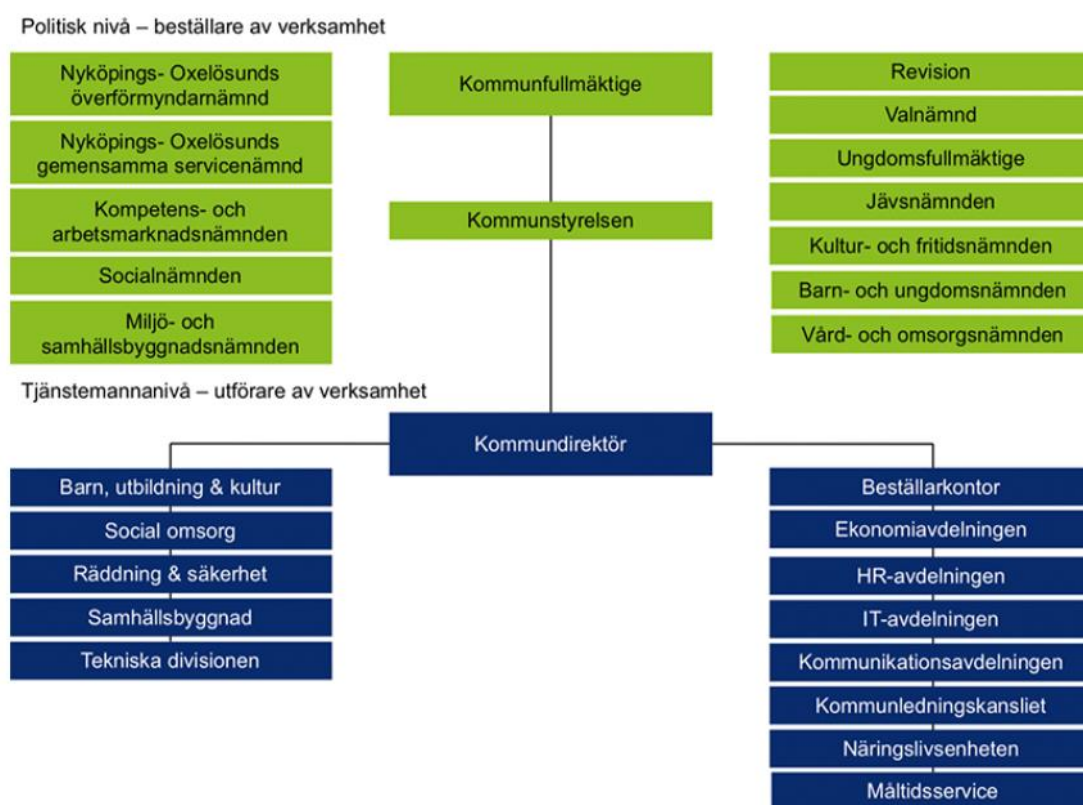 Politisk nivå – beställare av verksamhet
Nyköpings- Oxelösunds
överförmyndarnämnd
Nyköpings- Oxelösunds
gemensamma servicenämnd
Kompetens- och
arbetsmarknadsnämnden
Socialnämnden
Miljö- och
samhällsbyggnadsnämnden
Kommunfullmäktige
Kommunstyrelsen
Revision
Valnämnd
Ungdomsfullmäktige
Jävsnämnden
Kultur- och fritidsnämnden
Barn- och ungdomsnämnden
Vård- och omsorgsnämnden
Tjänstemannanivå – utförare av verksamhet
Kommundirektör
Barn, utbildning & kultur
Social omsorg
Räddning & säkerhet
Samhällsbyggnad
Tekniska divisionen
Beställarkontor
Ekonomiavdelningen
HR-avdelningen
IT-avdelningen
Kommunikationsavdelningen
Kommunledningskansliet
Näringslivsenheten
Måltidsservice